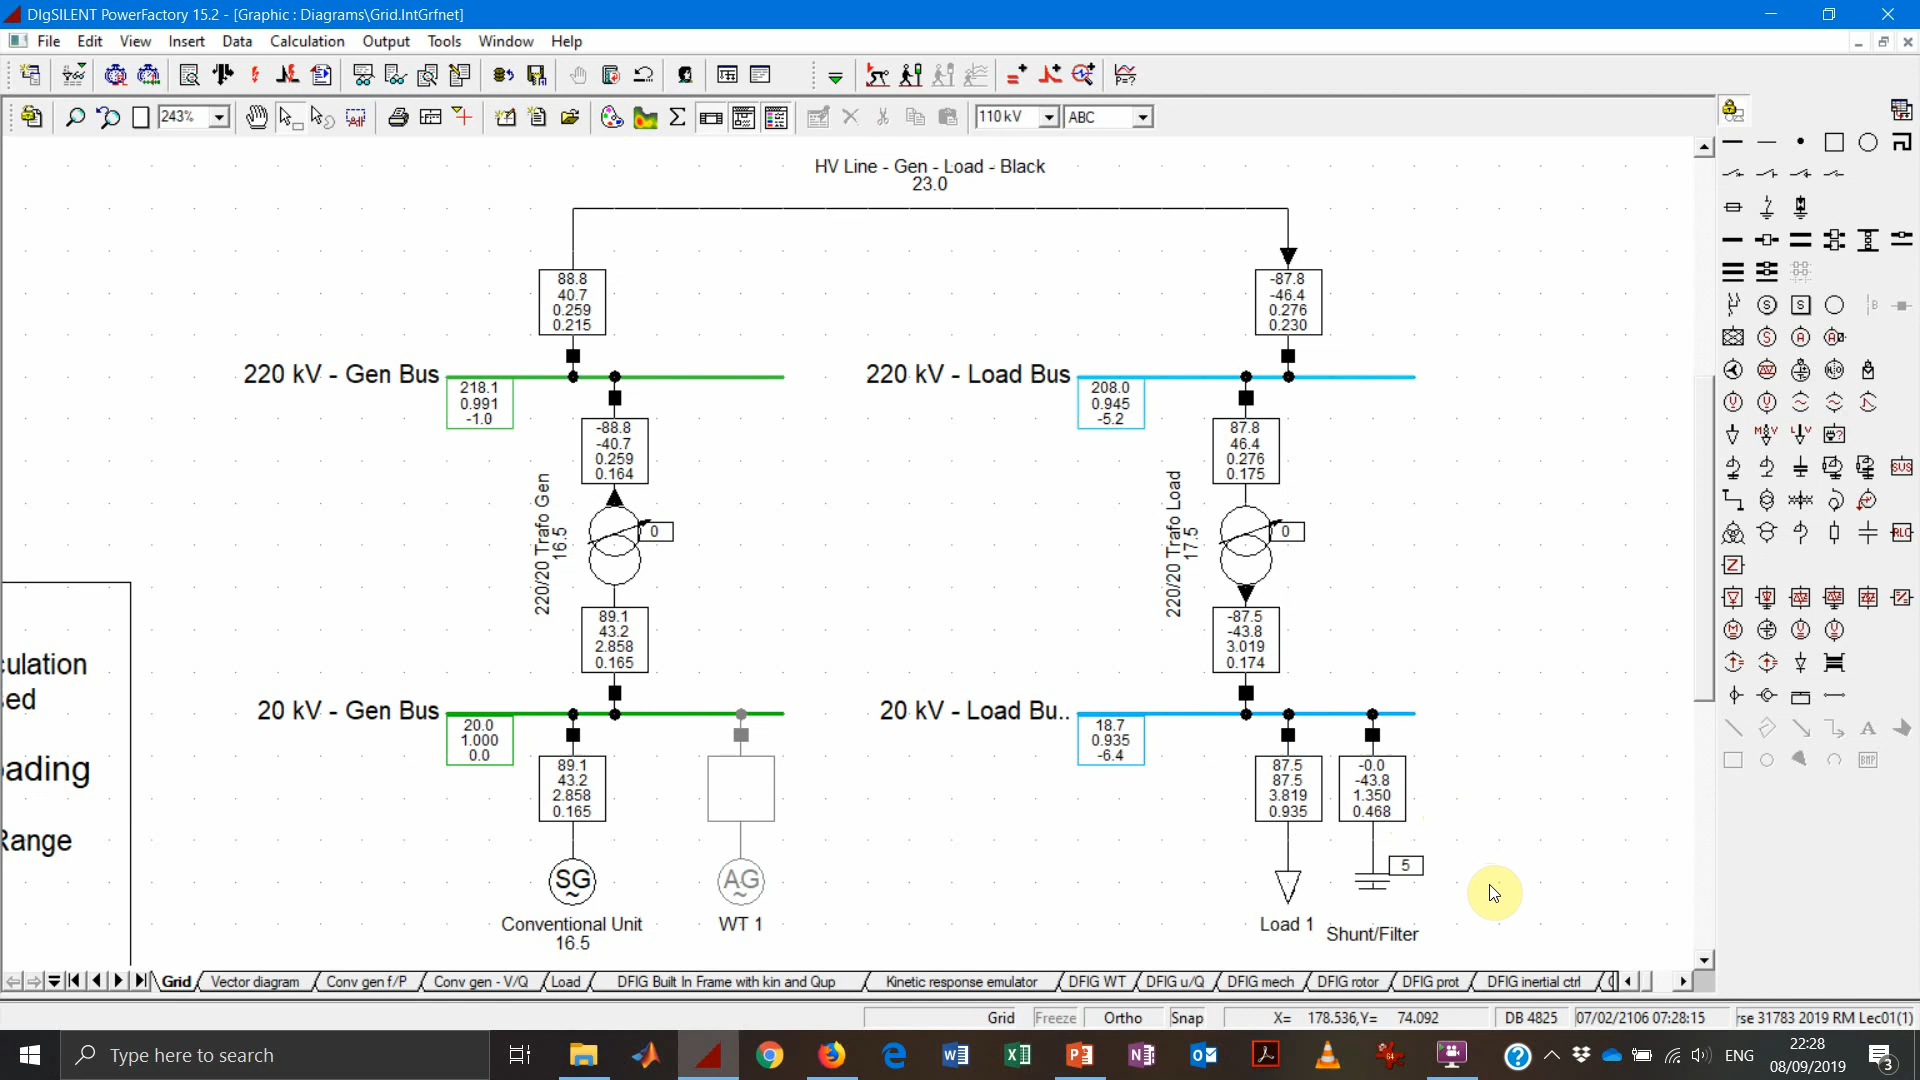 DIgSILENT PowerFactory 15.2 - [Graphic : Diagrams\Grid.IntGrfnet]
File Edit View Insert Data Calculation Output Tools Window Help
243%
110 kV
ABC
HV Line - Gen - Load - Black
23.0
88.8
40.7
0.259
0.215
-87.8
-46.4
0.276
0.230
220 kV - Gen Bus
218.1
0.991
-1.0
220 kV - Load Bus
208.0
0.945
-5.2
-88.8
-40.7
0.259
0.164
87.8
46.4
0.276
0.175
220/20 Trafo Gen
16.5
0
220/20 Trafo Load
17.5
0
89.1
43.2
2.858
0.165
-87.5
-43.8
3.019
0.174
culation
ed
ading
Range
20 kV - Gen Bus
20.0
1.000
0.0
20 kV - Load Bu..
18.7
0.935
-6.4
89.1
43.2
2.858
0.165
87.5
87.5
3.819
0.935
-0.0
-43.8
1.350
0.468
5
SG
AG
Conventional Unit
16.5
WT 1
Load 1
Shunt/Filter
Grid Vector diagram Conv gen f/P Conv gen - V/Q Load DFIG Built In Frame with kin and Qup Kinetic response emulator DFIG WT DFIG u/Q DFIG mech DFIG rotor DFIG prot DFIG inertial ctrl
Grid Freeze Ortho Snap X= 178.536,Y= 74.092 DB 4825 07/02/2106 07:28:15 rse 31783 2019 RM Lec01(1)
Type here to search
ENG
22:28
08/09/2019
3